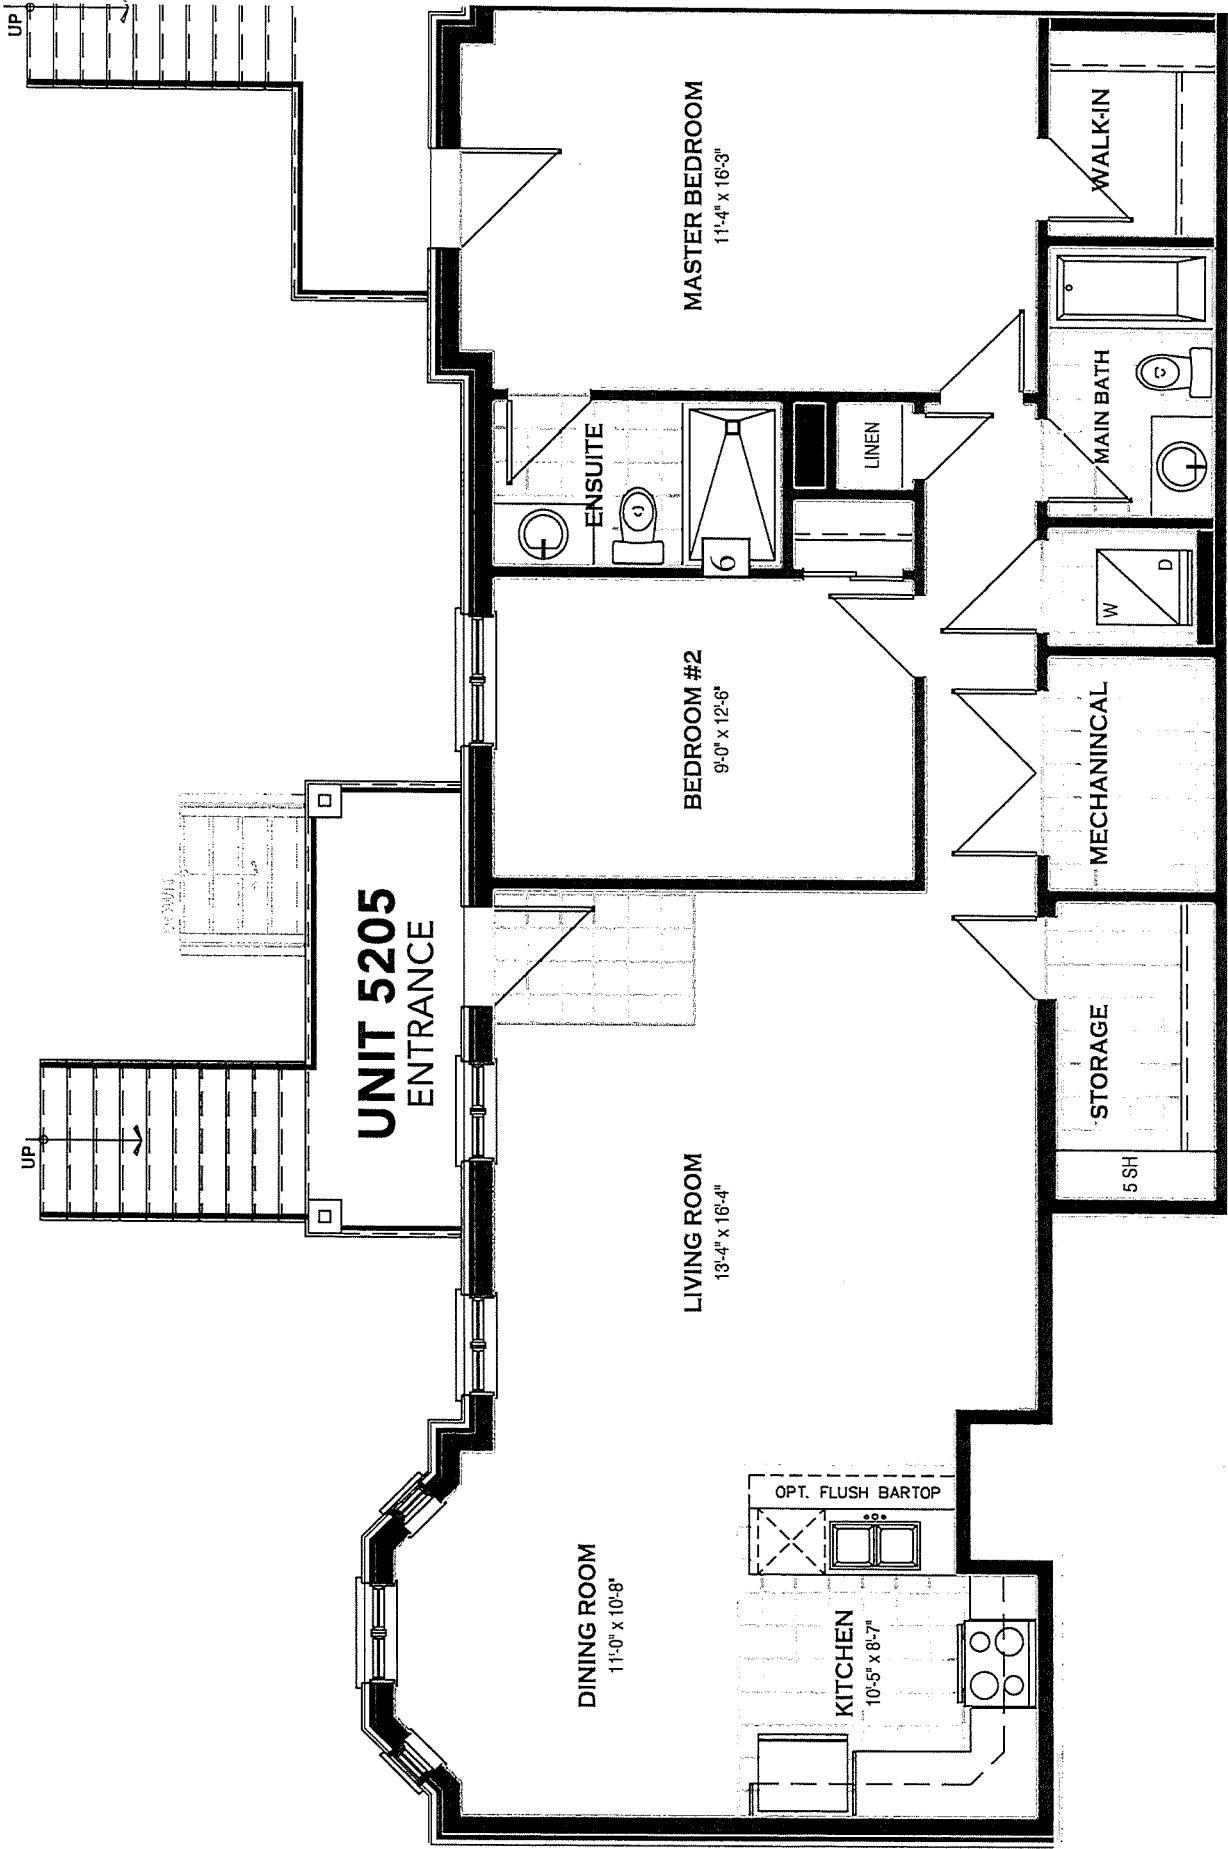 UP
UP
UNIT 5205
ENTRANCE
DINING ROOM
11'-0" x 10'-8"
KITCHEN
10'-5" x 8'-7"
OPT. FLUSH BARTOP
LIVING ROOM
13'-4" x 16'-4"
5 SH
STORAGE
MECHANINCAL
BEDROOM #2
9'-0" x 12'-6"
W
D
6
ENSUITE
LINEN
MAIN BATH
MASTER BEDROOM
11'-4" x 16'-3"
WALK-IN